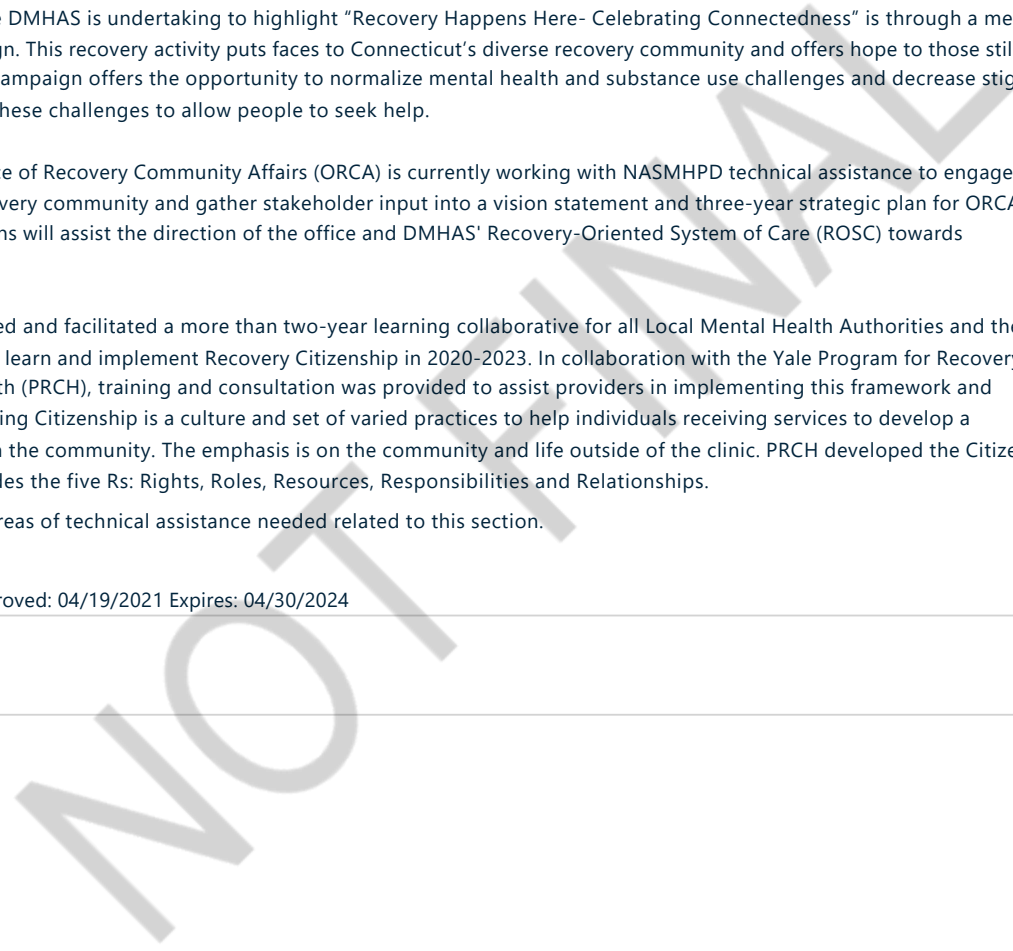 e DMHAS is undertaking to highlight “Recovery Happens Here- Celebrating Connectedness” is through a me
gn. This recovery activity puts faces to Connecticut’s diverse recovery community and offers hope to those stil
ampaign offers the opportunity to normalize mental health and substance use challenges and decrease stig
hese challenges to allow people to seek help.
ce of Recovery Community Affairs (ORCA) is currently working with NASMHPD technical assistance to engage
very community and gather stakeholder input into a vision statement and three-year strategic plan for ORCA
ns will assist the direction of the office and DMHAS' Recovery-Oriented System of Care (ROSC) towards
ed and facilitated a more than two-year learning collaborative for all Local Mental Health Authorities and the
learn and implement Recovery Citizenship in 2020-2023. In collaboration with the Yale Program for Recovery
th (PRCH), training and consultation was provided to assist providers in implementing this framework and
ing Citizenship is a culture and set of varied practices to help individuals receiving services to develop a
n the community. The emphasis is on the community and life outside of the clinic. PRCH developed the Citize
des the five Rs: Rights, Roles, Resources, Responsibilities and Relationships.
reas of technical assistance needed related to this section.
roved: 04/19/2021 Expires: 04/30/2024
NOT FINAL